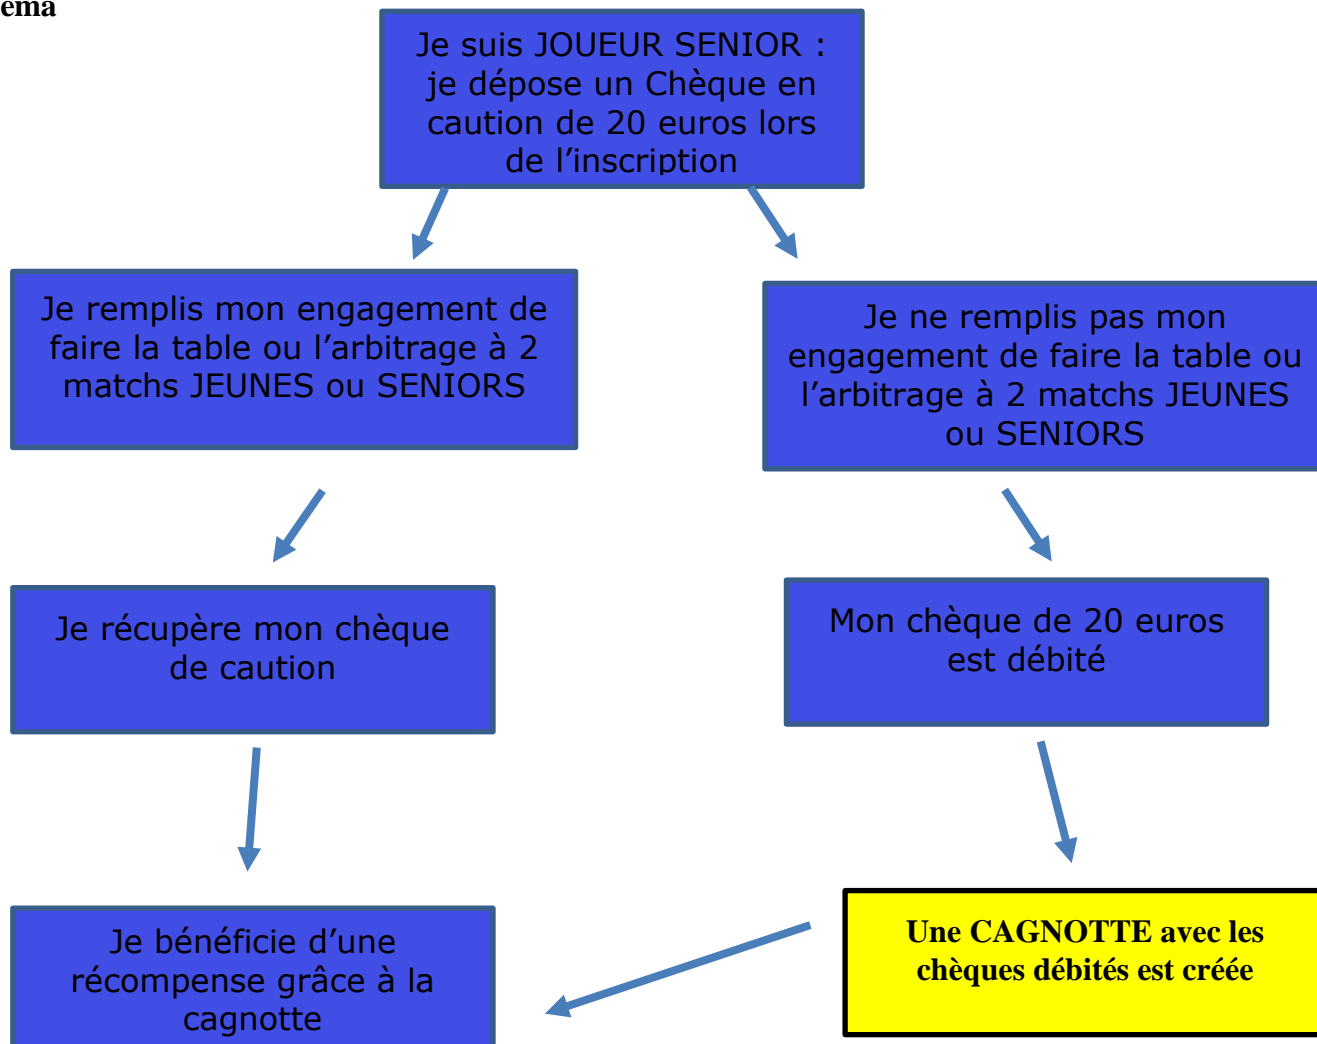 ema
Je suis JOUEUR SENIOR :
je dépose un Chèque en
caution de 20 euros lors
de l’inscription
Je remplis mon engagement de
faire la table ou l’arbitrage à 2
matchs JEUNES ou SENIORS
Je ne remplis pas mon
engagement de faire la table ou
l’arbitrage à 2 matchs JEUNES
ou SENIORS
Je récupère mon chèque
de caution
Mon chèque de 20 euros
est débité
Je bénéficie d’une
récompense grâce à la
cagnotte
Une CAGNOTTE avec les
chèques débités est créée